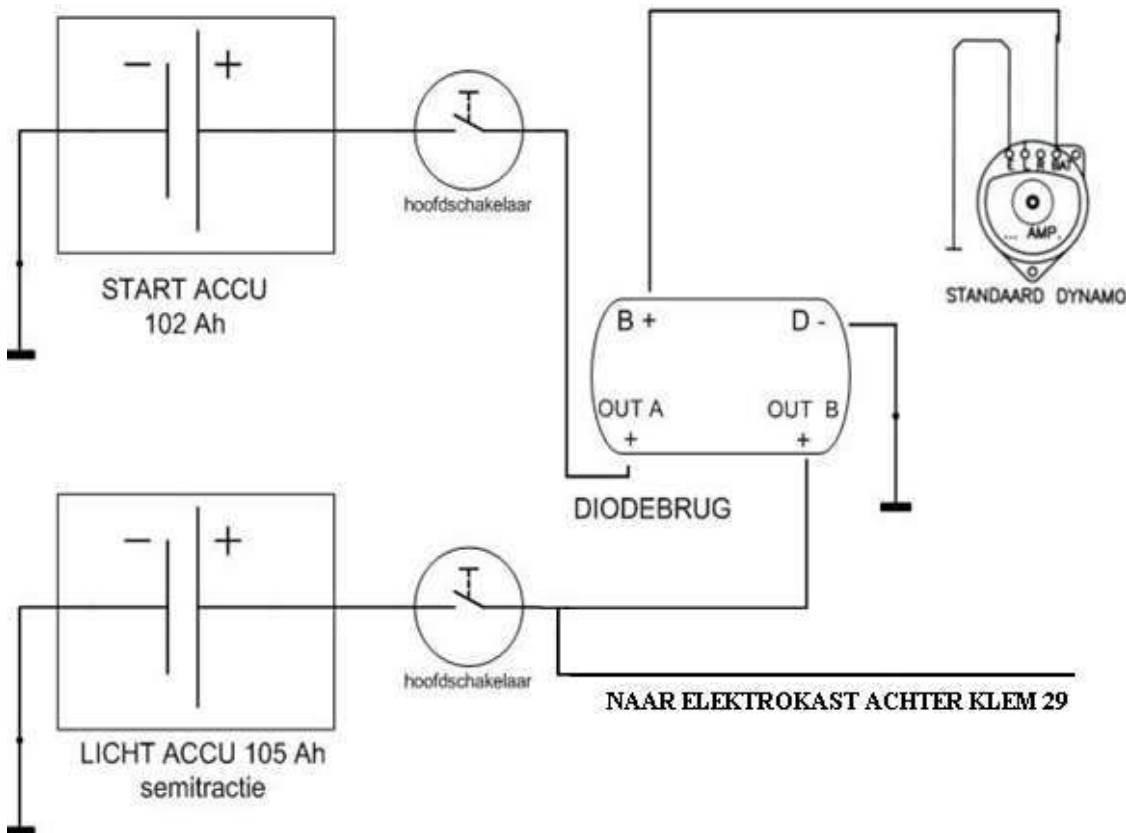 − +
hoofdschakelaar
START ACCU
102 Ah
E L R BAT
... AMP.
STANDAARD DYNAMO
B + D -
OUT A OUT B
+ +
DIODEBRUG
− +
hoofdschakelaar
NAAR ELEKTROKAST ACHTER KLEM 29
LICHT ACCU 105 Ah
semitractie